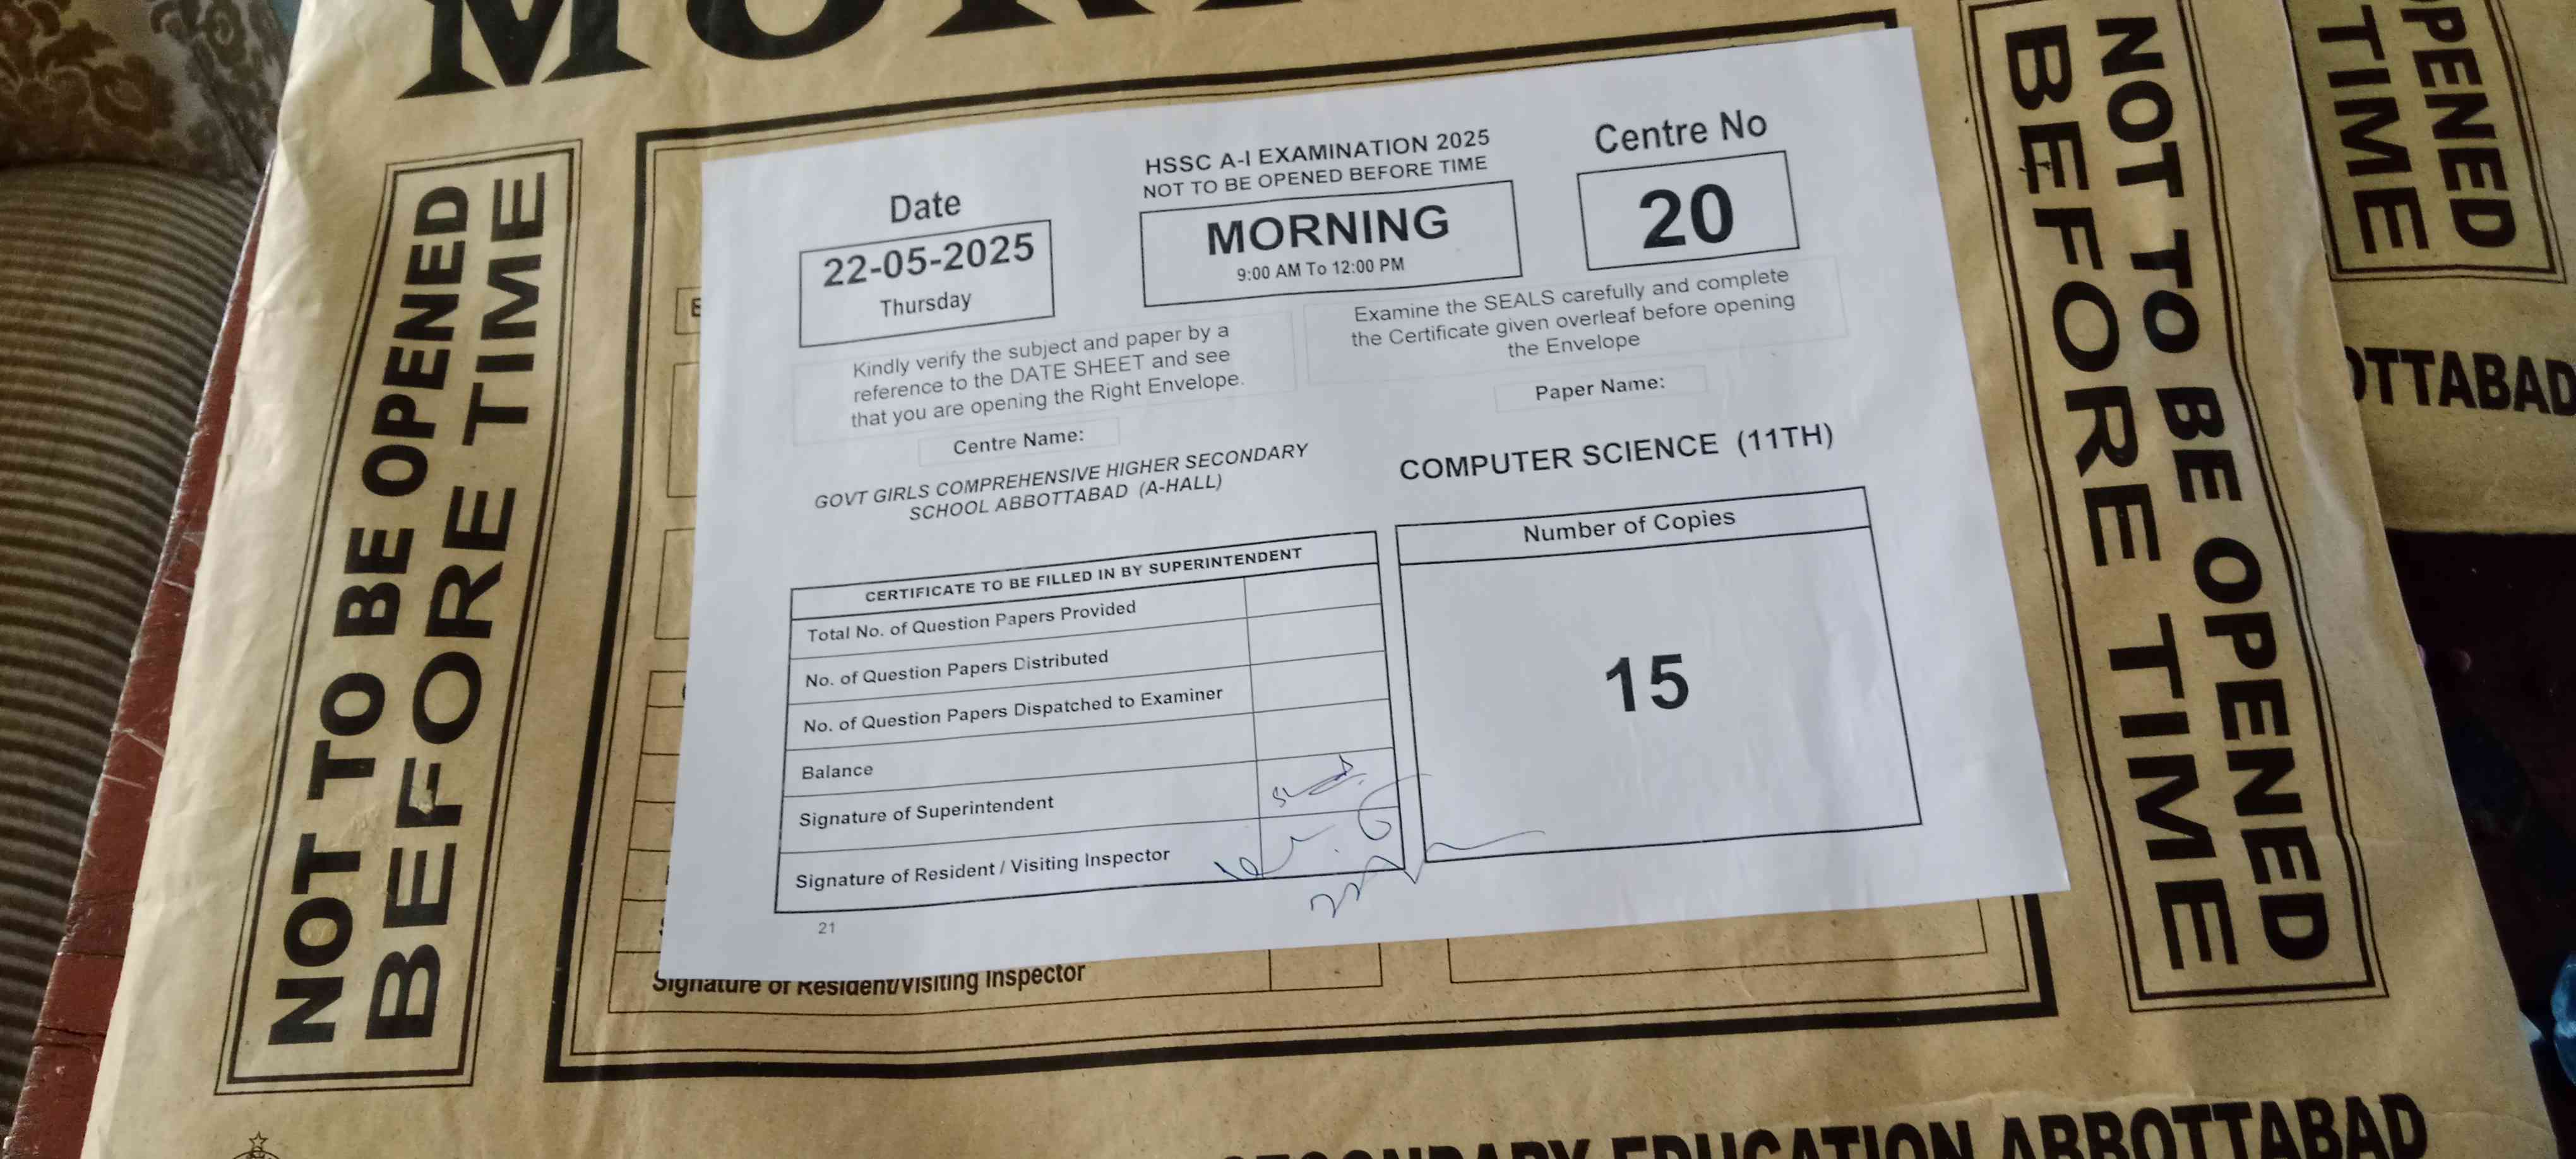 NOT TO BE OPENED
BEFORE TIME
HSSC A-I EXAMINATION 2025
NOT TO BE OPENED BEFORE TIME
Date
22-05-2025
Thursday
MORNING
9:00 AM To 12:00 PM
Centre No
20
Kindly verify the subject and paper by a
reference to the DATE SHEET and see
that you are opening the Right Envelope.
Examine the SEALS carefully and complete
the Certificate given overleaf before opening
the Envelope
Centre Name:
GOVT GIRLS COMPREHENSIVE HIGHER SECONDARY
SCHOOL ABBOTTABAD (A-HALL)
Paper Name:
COMPUTER SCIENCE (11TH)
CERTIFICATE TO BE FILLED IN BY SUPERINTENDENT
Total No. of Question Papers Provided
No. of Question Papers Distributed
No. of Question Papers Dispatched to Examiner
Balance
Signature of Superintendent
Signature of Resident / Visiting Inspector
Number of Copies
15
21
Signature of Resident/Visiting Inspector
NOT TO BE OPENED
BEFORE TIME
PENED
TIME
OTTABAD
SECONDARY EDUCATION ABBOTTABAD